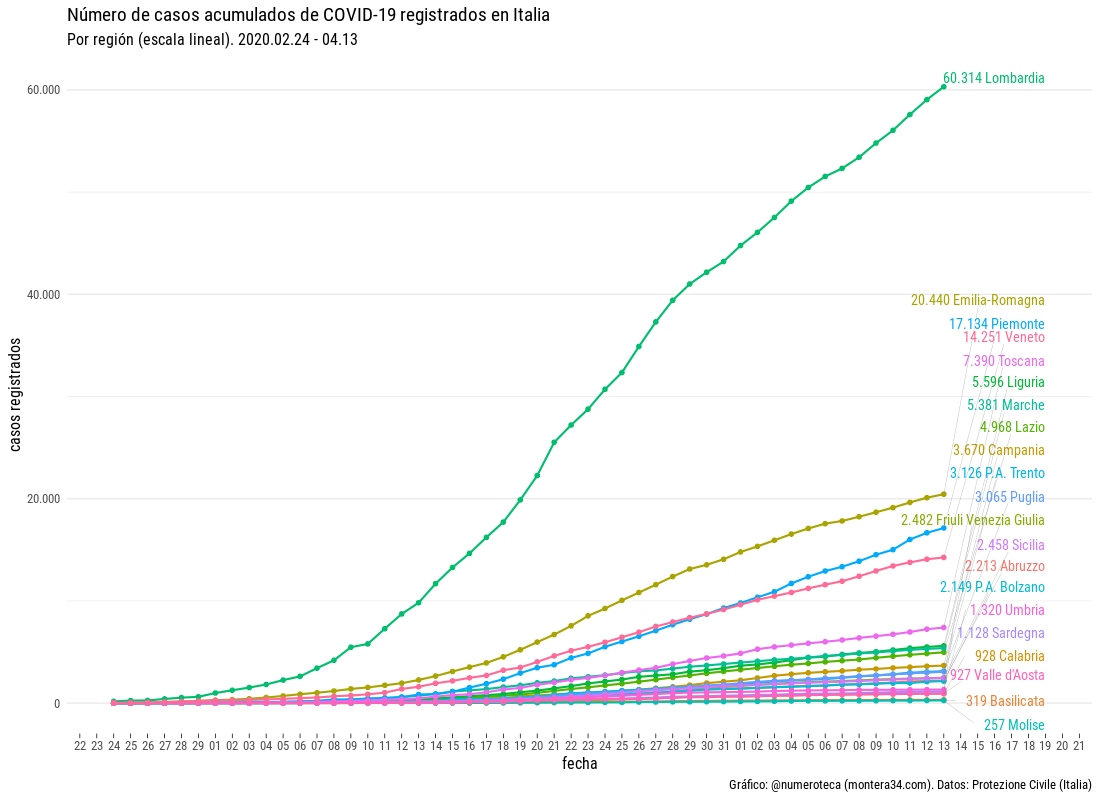 Número de casos acumulados de COVID-19 registrados en Italia
Por región (escala lineal). 2020.02.24 - 04.13
60.000
40.000
20.000
0
casos registrados
60.314 Lombardia
20.440 Emilia-Romagna
17.134 Piemonte
14.251 Veneto
7.390 Toscana
5.596 Liguria
5.381 Marche
4.968 Lazio
3.670 Campania
3.126 P.A. Trento
3.065 Puglia
2.482 Friuli Venezia Giulia
2.458 Sicilia
2.213 Abruzzo
2.149 P.A. Bolzano
1.320 Umbria
1.128 Sardegna
928 Calabria
927 Valle d'Aosta
319 Basilicata
257 Molise
22 23 24 25 26 27 28 29 01 02 03 04 05 06 07 08 09 10 11 12 13 14 15 16 17 18 19 20 21 22 23 24 25 26 27 28 29 30 31 01 02 03 04 05 06 07 08 09 10 11 12 13 14 15 16 17 18 19 20 21
fecha
Gráfico: @numeroteca (montera34.com). Datos: Protezione Civile (Italia)